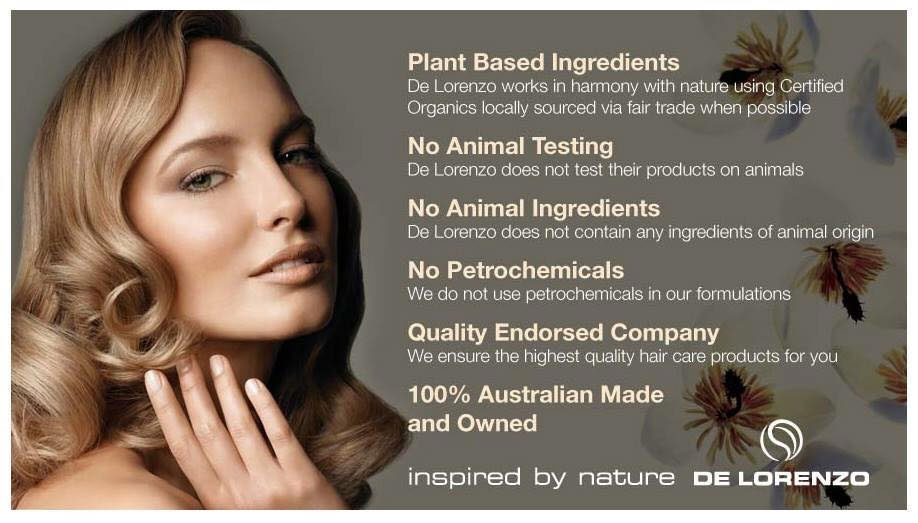 Plant Based Ingredients
De Lorenzo works in harmony with nature using Certified
Organics locally sourced via fair trade when possible
No Animal Testing
De Lorenzo does not test their products on animals
No Animal Ingredients
De Lorenzo does not contain any ingredients of animal origin
No Petrochemicals
We do not use petrochemicals in our formulations
Quality Endorsed Company
We ensure the highest quality hair care products for you
100% Australian Made
and Owned
inspired by nature DE LORENZO